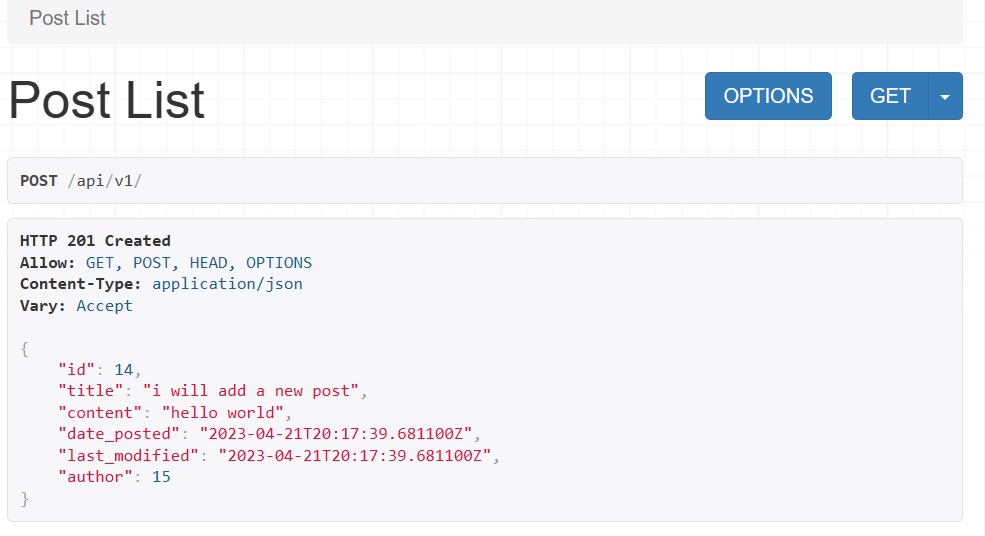 Post List
Post List
OPTIONS
GET
POST /api/v1/
HTTP 201 Created
Allow: GET, POST, HEAD, OPTIONS
Content-Type: application/json
Vary: Accept
{
    "id": 14,
    "title": "i will add a new post",
    "content": "hello world",
    "date_posted": "2023-04-21T20:17:39.681100Z",
    "last_modified": "2023-04-21T20:17:39.681100Z",
    "author": 15
}